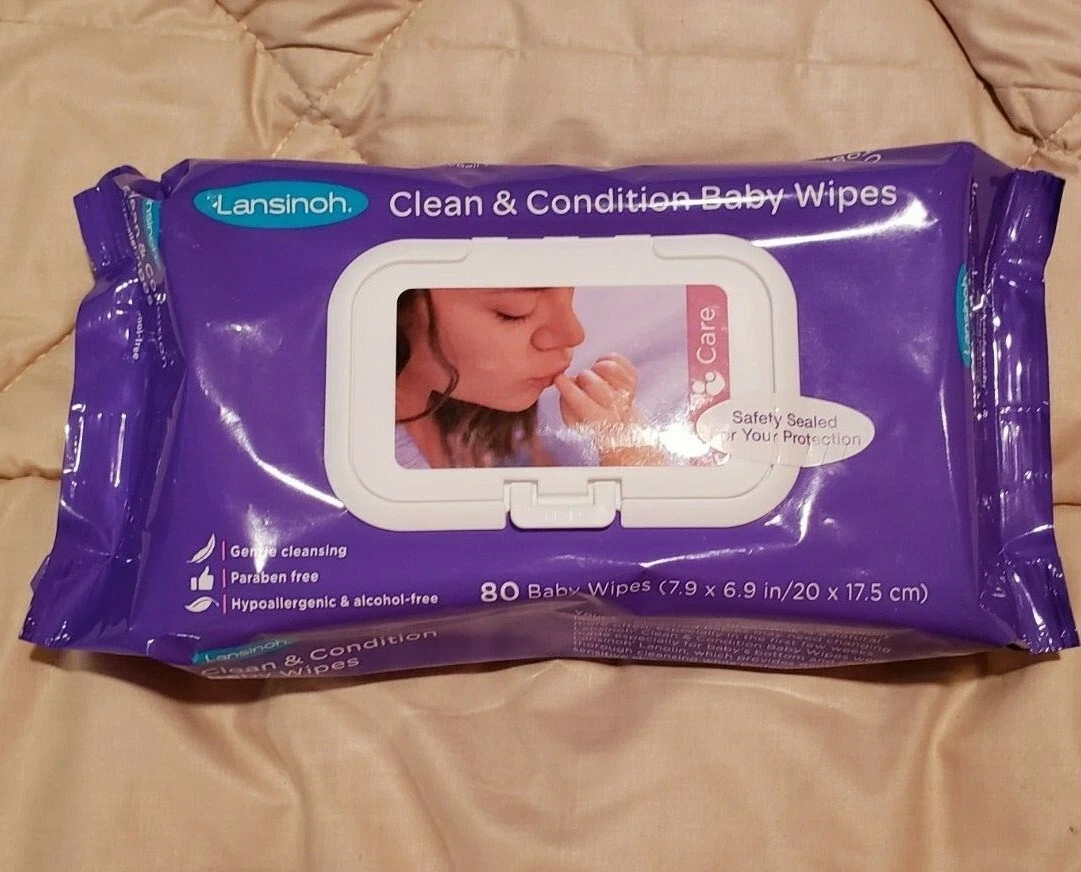 Lansinoh® Clean & Condition Baby Wipes
Care
Safety Sealed
Your Protection
Gentle cleansing
Paraben free
Hypoallergenic & alcohol-free
80 Baby Wipes (7.9 x 6.9 in/20 x 17.5 cm)
Lansinoh
Clean & Condition
Wipes
Lansinoh